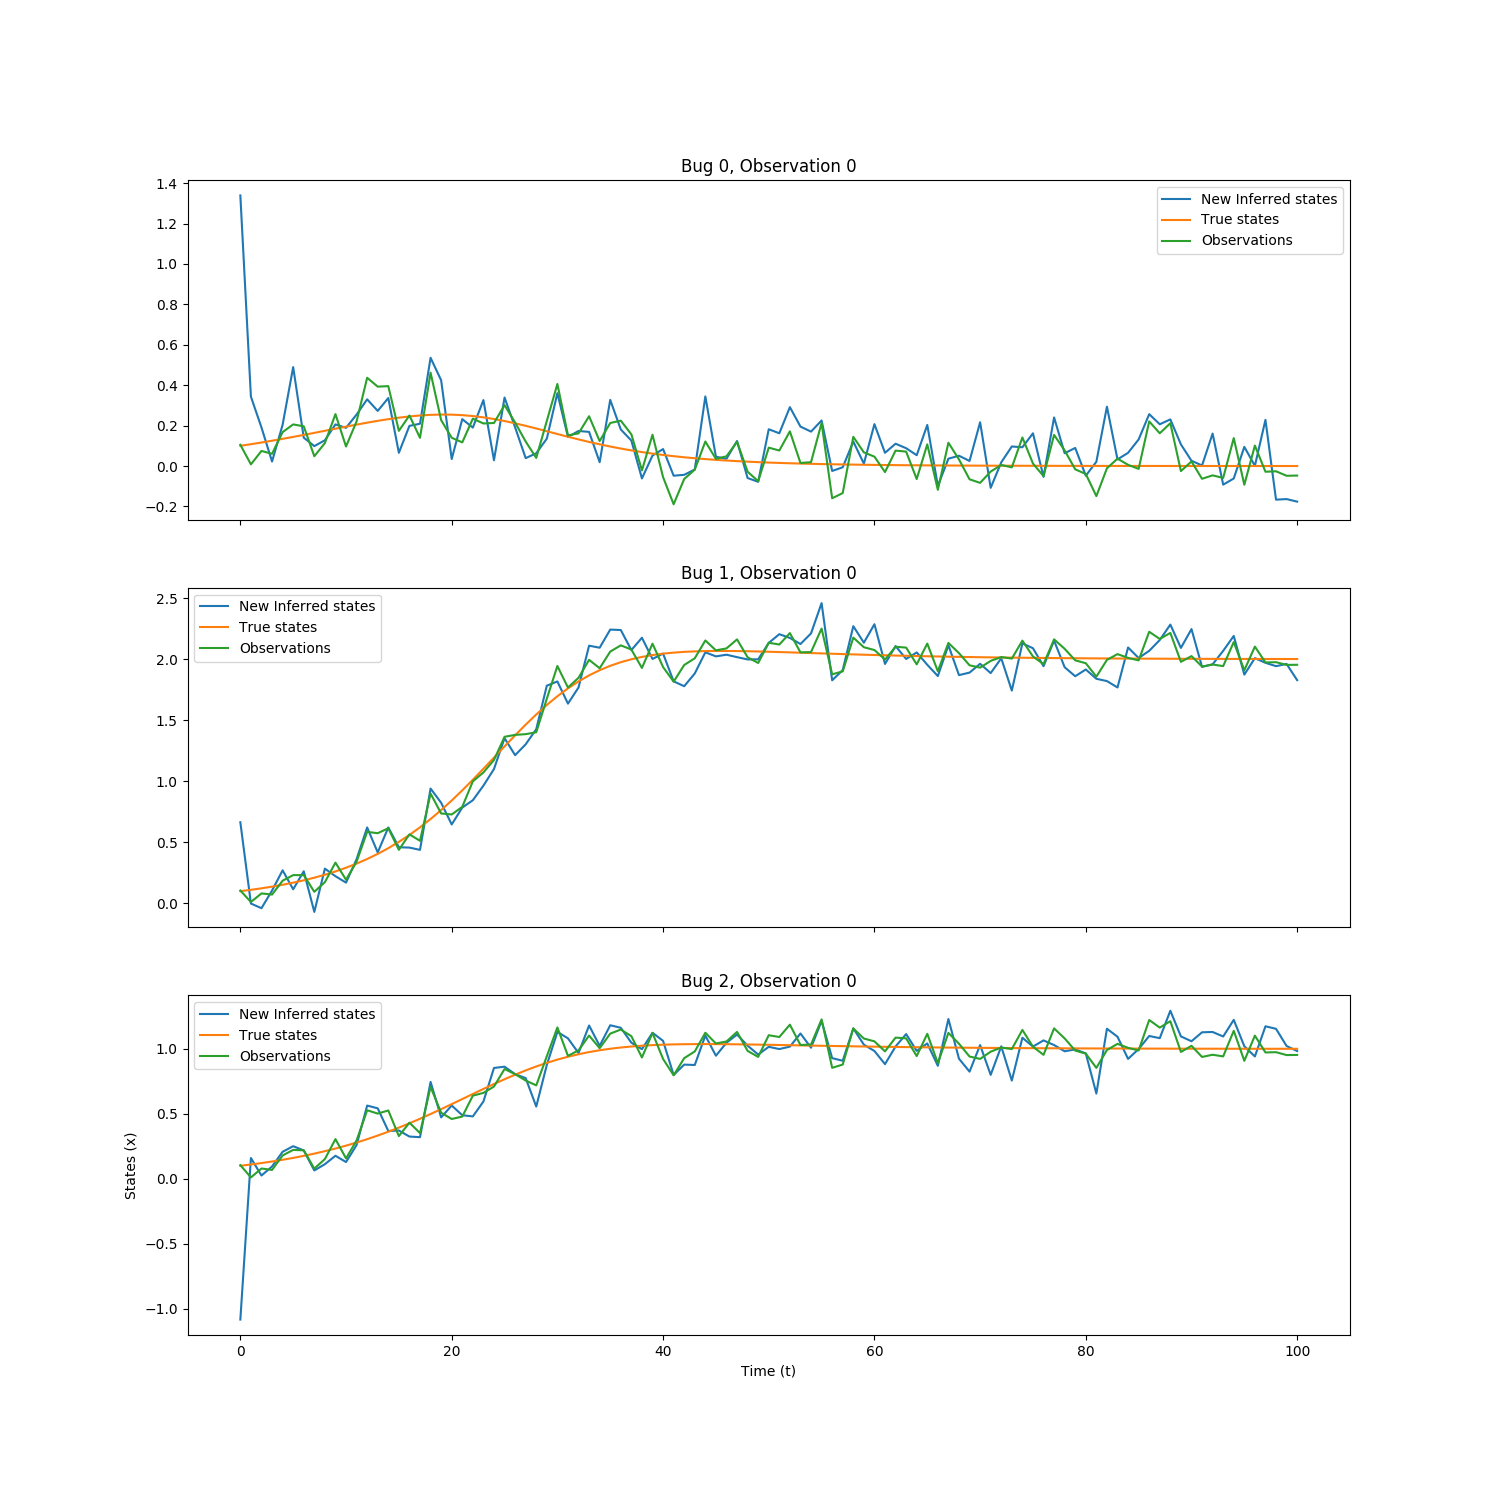 Bug 0, Observation 0
1.4
1.2
1.0
0.8
0.6
0.4
0.2
0.0
−0.2
New Inferred states
True states
Observations
Bug 1, Observation 0
2.5
2.0
1.5
1.0
0.5
0.0
New Inferred states
True states
Observations
Bug 2, Observation 0
1.0
0.5
0.0
−0.5
−1.0
New Inferred states
True states
Observations
States (x)
0 20 40 60 80 100
Time (t)